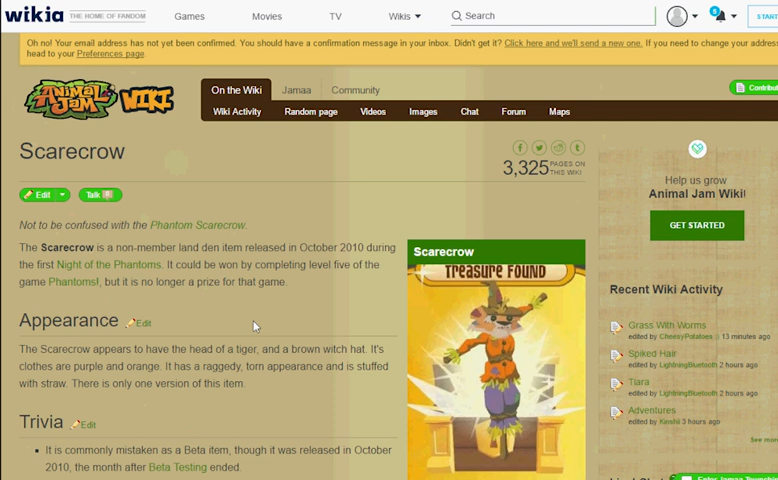 wikia THE HOME OF FANDOM Games Movies TV Wikis Search 5 START
Oh no! Your email address has not yet been confirmed. You should have a confirmation message in your inbox. Didn't get it? Click here and we'll send a new one. If you need to change your address
head to your Preferences page.
ANIMAL JAM WIKI
On the Wiki Jamaa Community
Contribu
Wiki Activity Random page Videos Images Chat Forum Maps
Scarecrow
3,325 PAGES ON THIS WIKI
Edit Talk
Not to be confused with the Phantom Scarecrow.
The Scarecrow is a non-member land den item released in October 2010 during
the first Night of the Phantoms. It could be won by completing level five of the
game Phantoms!, but it is no longer a prize for that game.
Appearance Edit
The Scarecrow appears to have the head of a tiger, and a brown witch hat. It's
clothes are purple and orange. It has a raggedy, torn appearance and is stuffed
with straw. There is only one version of this item.
Trivia Edit
It is commonly mistaken as a Beta item, though it was released in October
2010, the month after Beta Testing ended.
Scarecrow
TREASURE FOUND
Help us grow
Animal Jam Wiki!
GET STARTED
Recent Wiki Activity
Grass With Worms
edited by CheesyPotatoes 13 minutes ago
Spiked Hair
edited by LightningBluetooth 2 hours ago
Tiara
edited by LightningBluetooth 2 hours ago
Adventures
edited by Kinshi 3 hours ago
See more